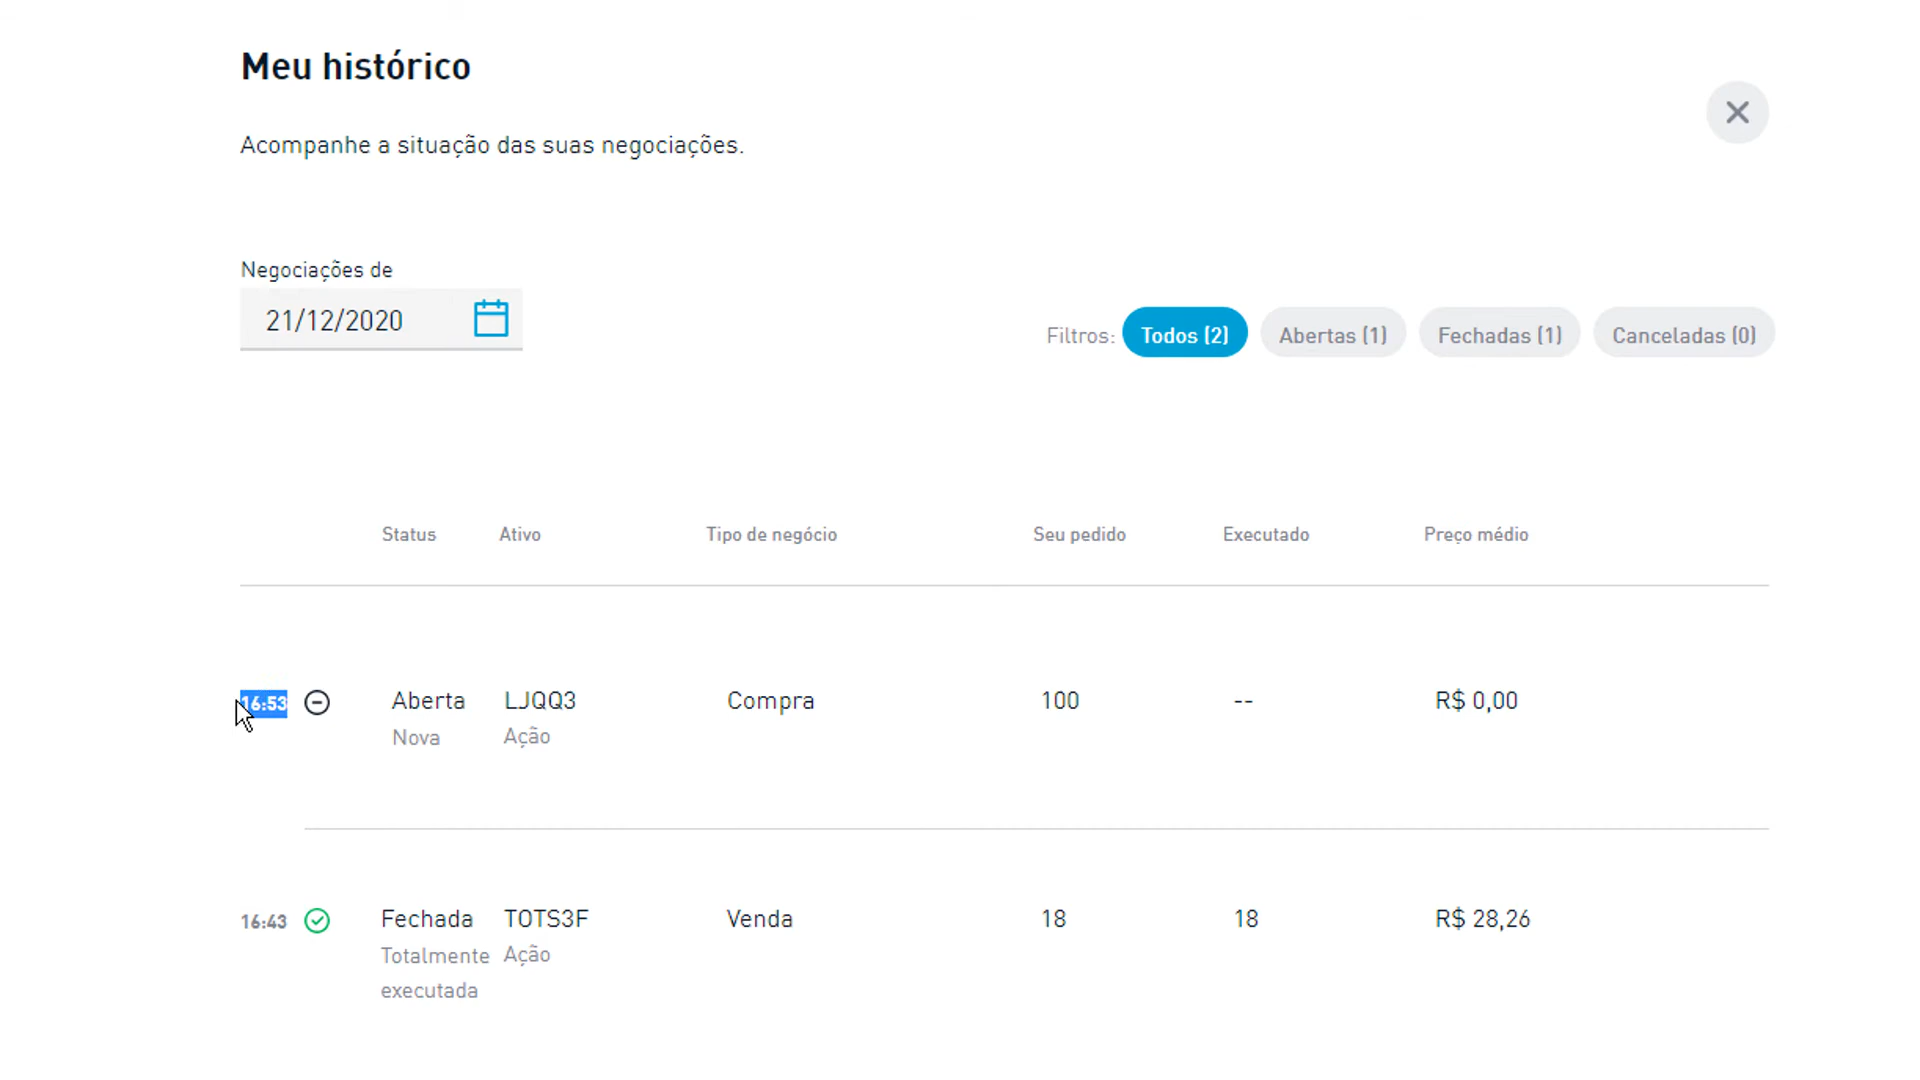 Meu histórico
Acompanhe a situação das suas negociações.
Negociações de
21/12/2020
Filtros: Todos (2) Abertas (1) Fechadas (1) Canceladas (0)
Status Ativo Tipo de negócio Seu pedido Executado Preço médio
16:53 Aberta LJQQ3 Compra 100 -- R$ 0,00
Nova Ação
16:43 Fechada TOTS3F Venda 18 18 R$ 28,26
Totalmente Ação
executada